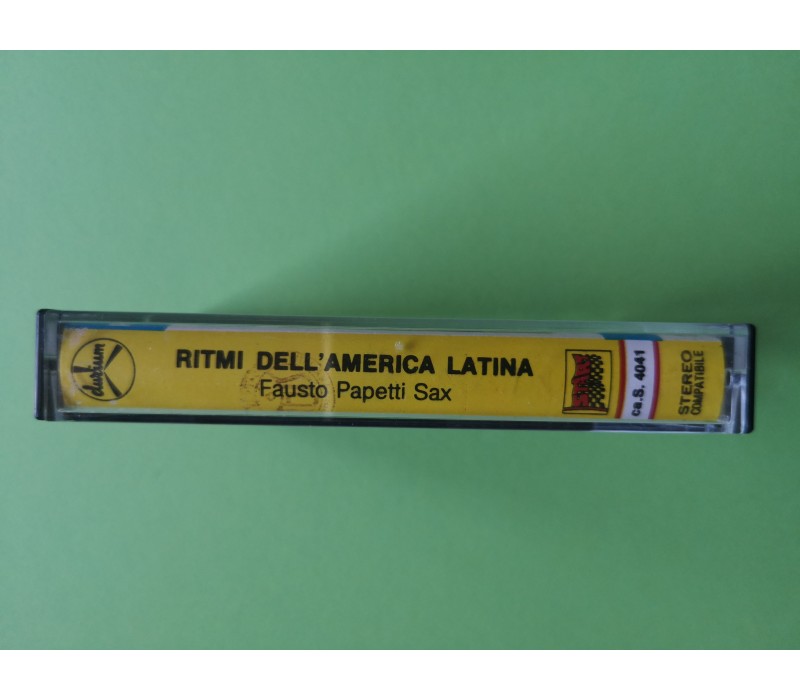 durium
RITMI DELL'AMERICA LATINA
Fausto Papetti Sax
ca.S. 4041
STEREO
COMPATIBILE